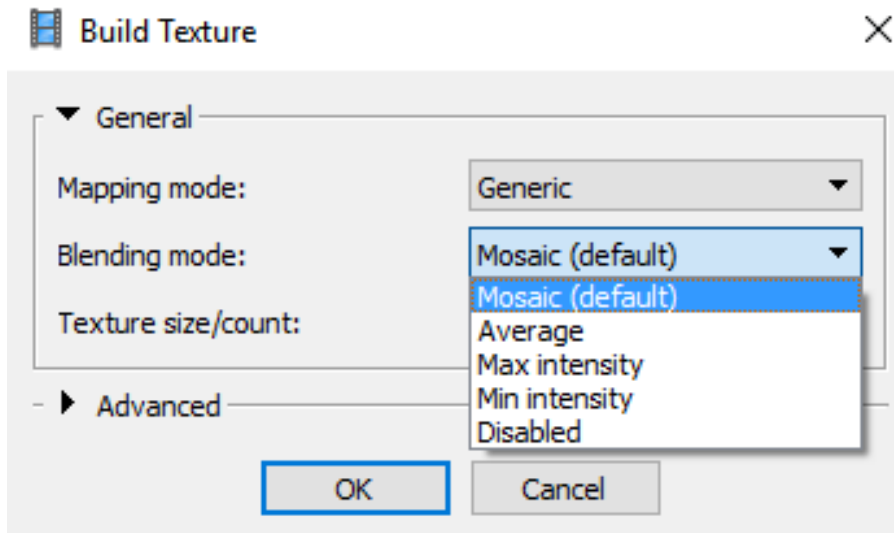 Build Texture
General
Mapping mode: Generic
Blending mode: Mosaic (default)
Mosaic (default)
Texture size/count: Average
Max intensity
Min intensity
Advanced
Disabled
OK Cancel